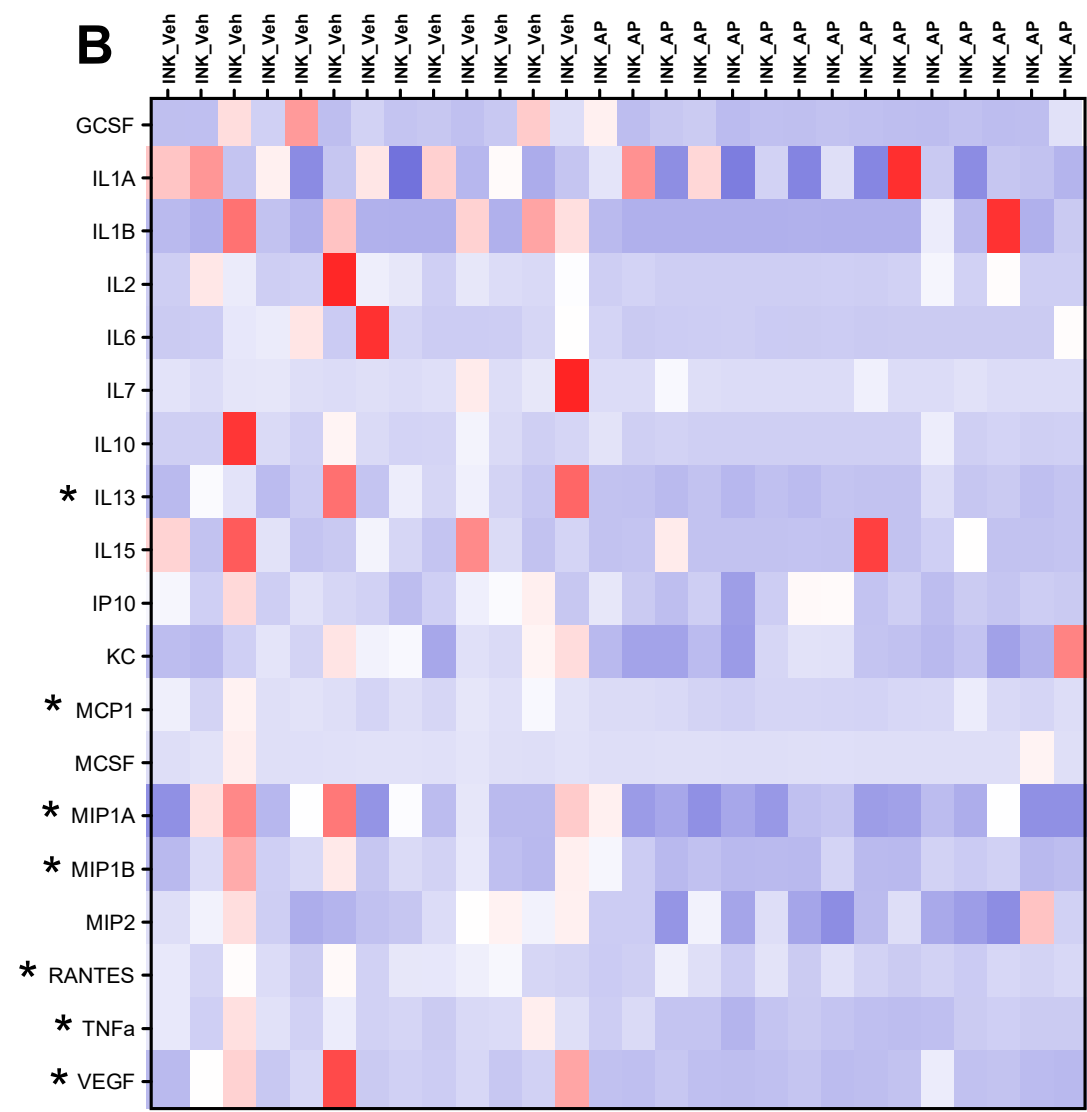 B
INK_Veh INK_Veh INK_Veh INK_Veh INK_Veh INK_Veh INK_Veh INK_Veh INK_Veh INK_Veh INK_Veh INK_Veh INK_Veh INK_AP INK_AP INK_AP INK_AP INK_AP INK_AP INK_AP INK_AP INK_AP INK_AP INK_AP INK_AP INK_AP INK_AP INK_AP
GCSF
IL1A
IL1B
IL2
IL6
IL7
IL10
* IL13
IL15
IP10
KC
* MCP1
MCSF
* MIP1A
* MIP1B
MIP2
* RANTES
* TNFa
* VEGF